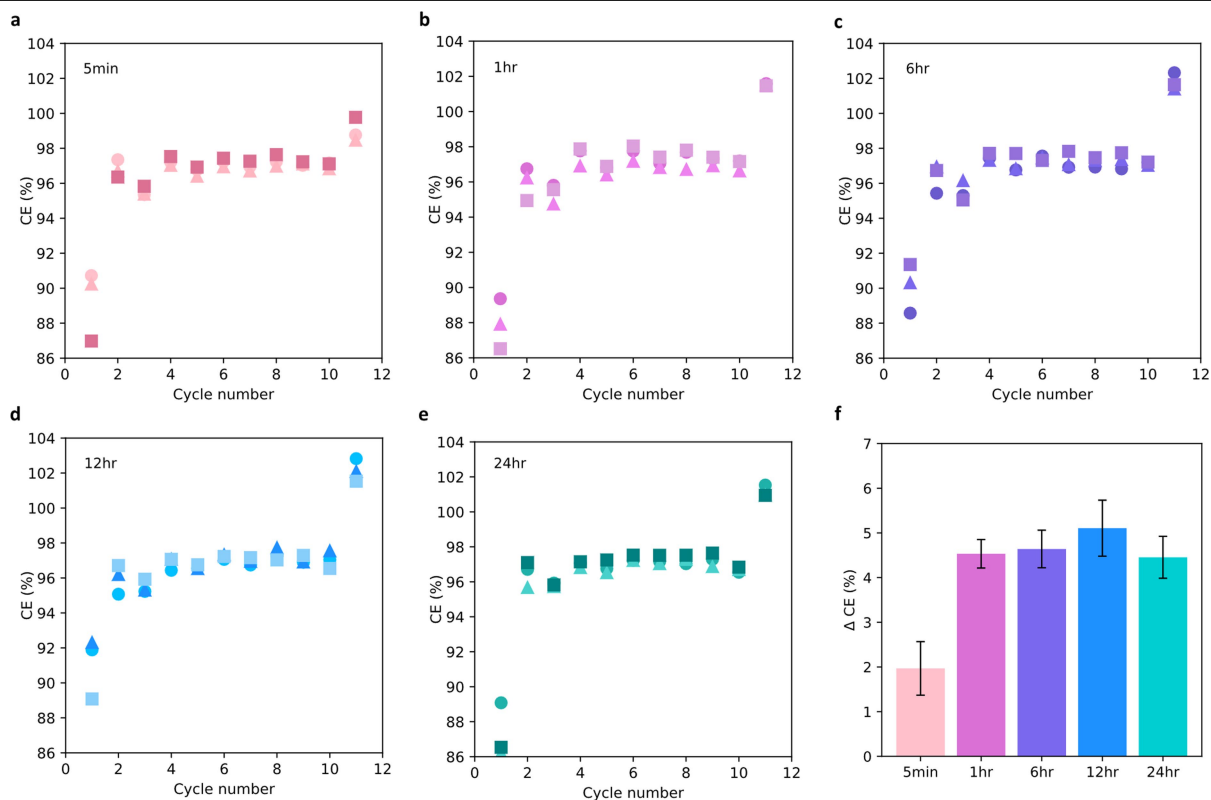 a
104
102
100
98
96
94
92
90
88
86
CE (%)
5min
0 2 4 6 8 10 12
Cycle number
b
104
102
100
98
96
94
92
90
88
86
CE (%)
1hr
0 2 4 6 8 10 12
Cycle number
c
104
102
100
98
96
94
92
90
88
86
CE (%)
6hr
0 2 4 6 8 10 12
Cycle number
d
104
102
100
98
96
94
92
90
88
86
CE (%)
12hr
0 2 4 6 8 10 12
Cycle number
e
104
102
100
98
96
94
92
90
88
86
CE (%)
24hr
0 2 4 6 8 10 12
Cycle number
f
7
6
5
4
3
2
1
0
Δ CE (%)
5min 1hr 6hr 12hr 24hr